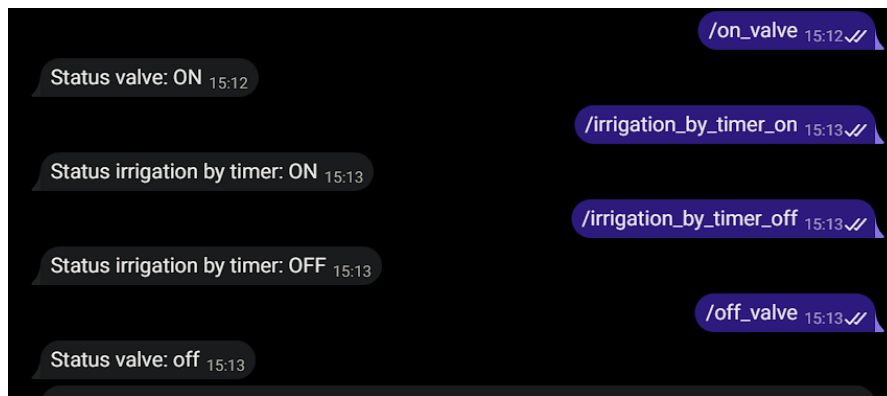 /on_valve 15:12
Status valve: ON 15:12
/irrigation_by_timer_on 15:13
Status irrigation by timer: ON 15:13
/irrigation_by_timer_off 15:13
Status irrigation by timer: OFF 15:13
/off_valve 15:13
Status valve: off 15:13